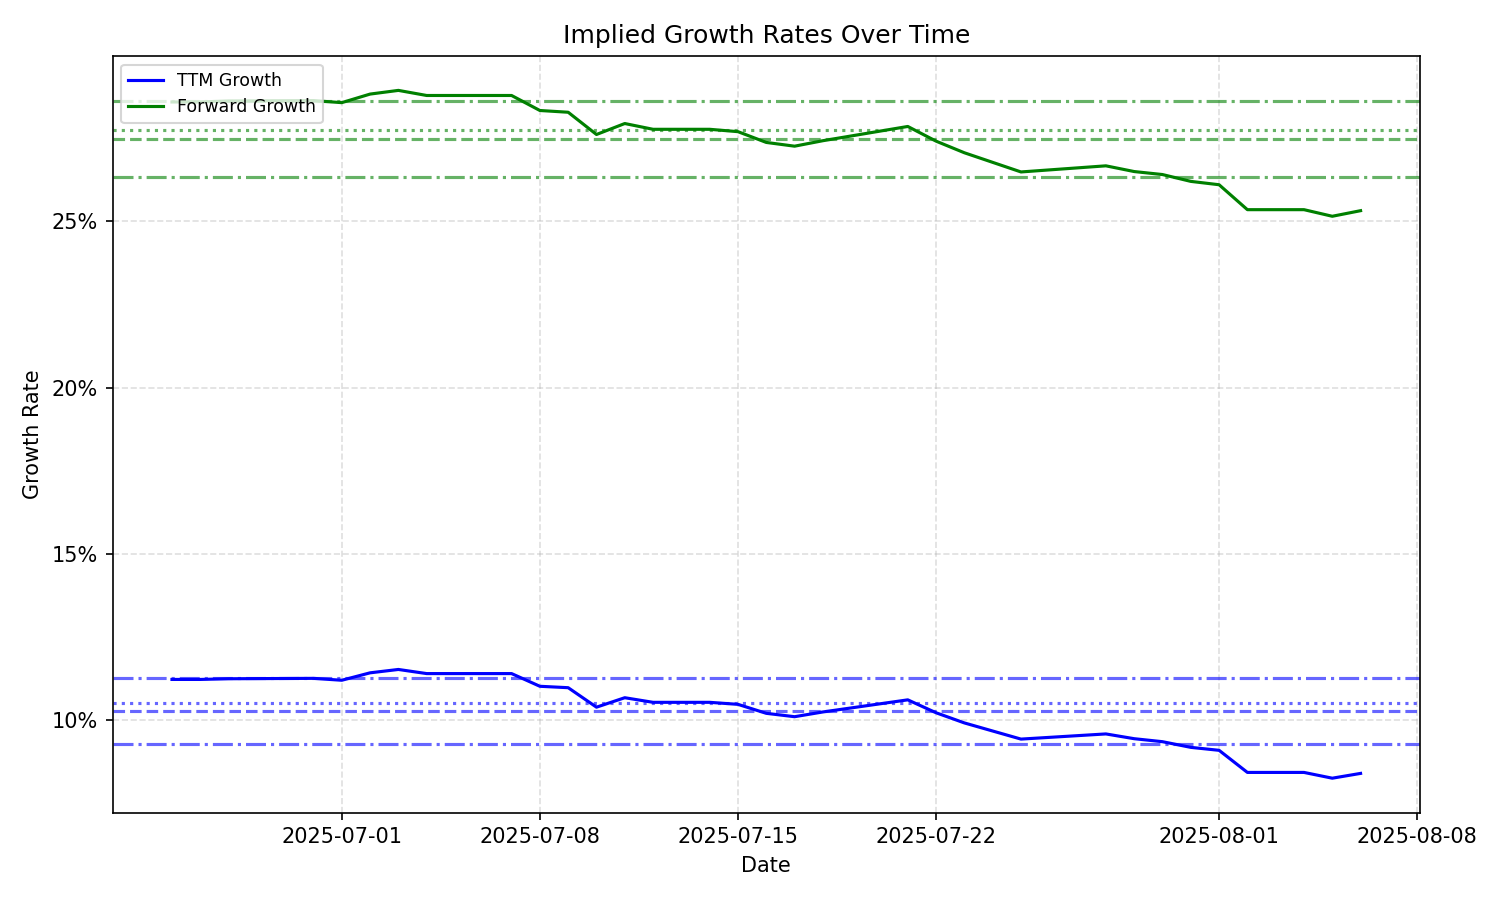 Implied Growth Rates Over Time
TTM Growth
Forward Growth
25%
20%
15%
10%
Growth Rate
2025-07-01
2025-07-08
2025-07-15
2025-07-22
2025-08-01
2025-08-08
Date